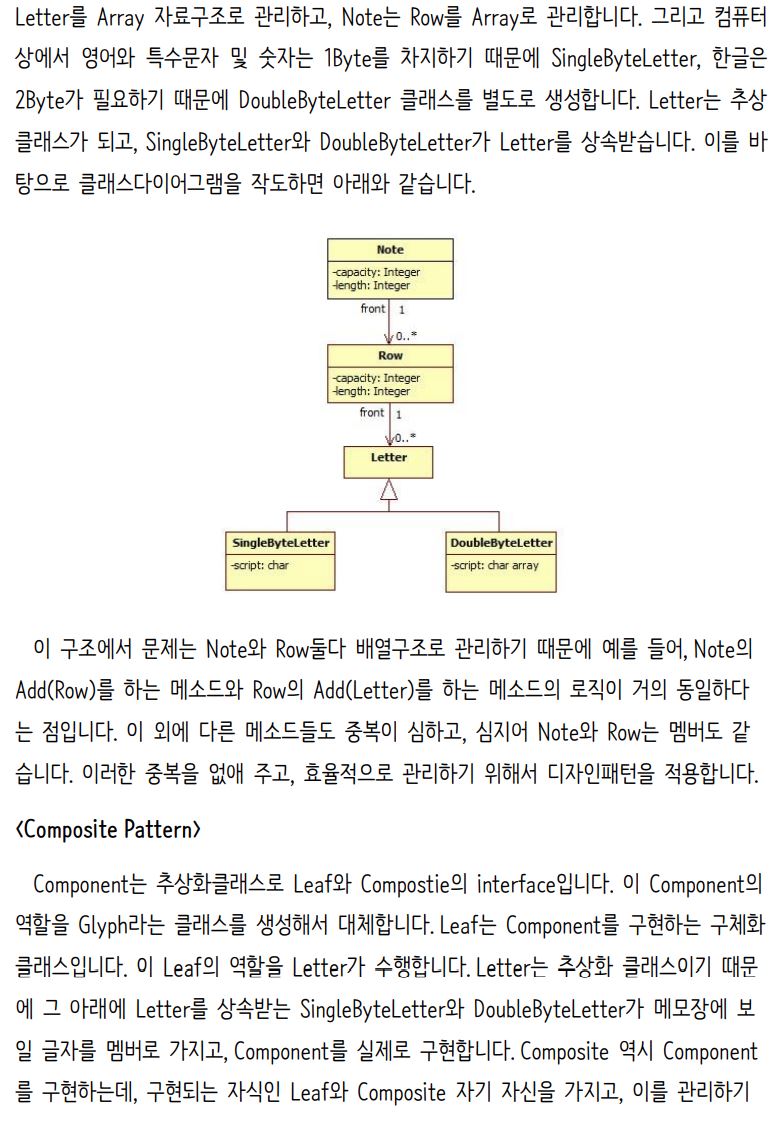 Letter를 Array 자료구조로 관리하고, Note는 Row를 Array로 관리합니다. 그리고 컴퓨터
상에서 영어와 특수문자 및 숫자는 1Byte를 차지하기 때문에 SingleByteLetter, 한글은
2Byte가 필요하기 때문에 DoubleByteLetter 클래스를 별도로 생성합니다. Letter는 추상
클래스가 되고, SingleByteLetter와 DoubleByteLetter가 Letter를 상속받습니다. 이를 바
탕으로 클래스다이어그램을 작도하면 아래와 같습니다.
Note
-capacity: Integer
-length: Integer
front 1
0..*
Row
-capacity: Integer
-length: Integer
front 1
0..*
Letter
SingleByteLetter
-script: char
DoubleByteLetter
-script: char array
이 구조에서 문제는 Note와 Row둘다 배열구조로 관리하기 때문에 예를 들어, Note의
Add(Row)를 하는 메소드와 Row의 Add(Letter)를 하는 메소드의 로직이 거의 동일하다
는 점입니다. 이 외에 다른 메소드들도 중복이 심하고, 심지어 Note와 Row는 멤버도 같
습니다. 이러한 중복을 없애 주고, 효율적으로 관리하기 위해서 디자인패턴을 적용합니다.
<Composite Pattern>
Component는 추상화클래스로 Leaf와 Compostie의 interface입니다. 이 Component의
역할을 Glyph라는 클래스를 생성해서 대체합니다. Leaf는 Component를 구현하는 구체화
클래스입니다. 이 Leaf의 역할을 Letter가 수행합니다. Letter는 추상화 클래스이기 때문
에 그 아래에 Letter를 상속받는 SingleByteLetter와 DoubleByteLetter가 메모장에 보
일 글자를 멤버로 가지고, Component를 실제로 구현합니다. Composite 역시 Component
를 구현하는데, 구현되는 자식인 Leaf와 Composite 자기 자신을 가지고, 이를 관리하기